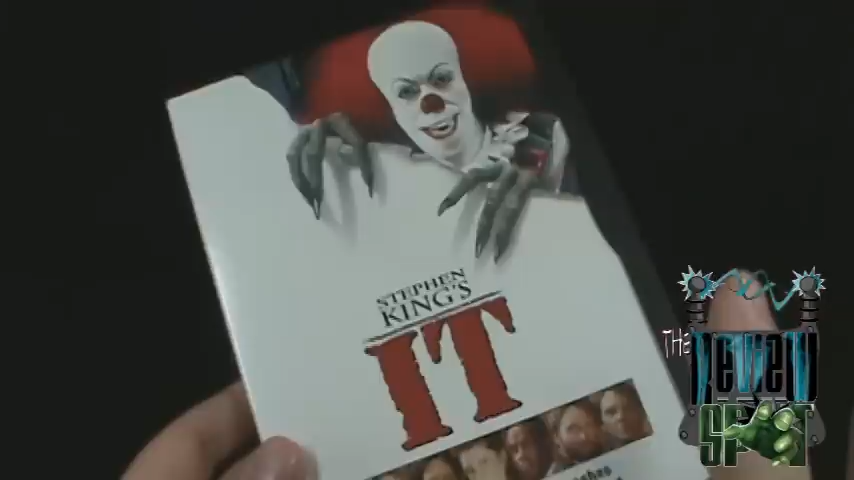 STEPHEN
KING'S
IT
THE
REVIEW
SPOT